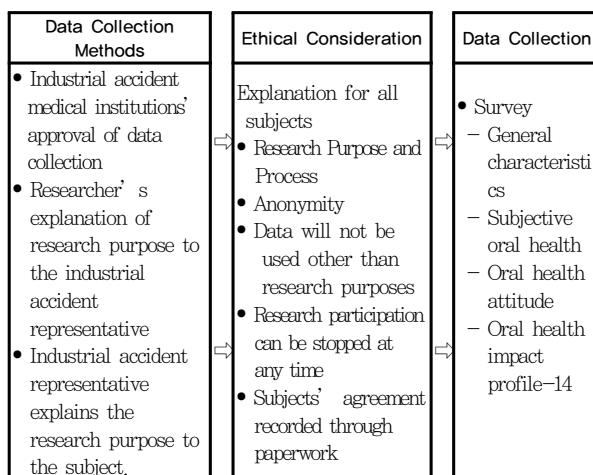 Data Collection
Methods
• Industrial accident
medical institutions’
approval of data
collection
• Researcher’ s
explanation of
research purpose to
the industrial
accident
representative
• Industrial accident
representative
explains the
research purpose to
the subject.
Ethical Consideration
Explanation for all
subjects
• Research Purpose and
Process
• Anonymity
• Data will not be
used other than
research purposes
• Research participation
can be stopped at
any time
• Subjects’ agreement
recorded through
paperwork
Data Collection
• Survey
– General
characteristi
cs
– Subjective
oral health
– Oral health
attitude
– Oral health
impact
profile–14